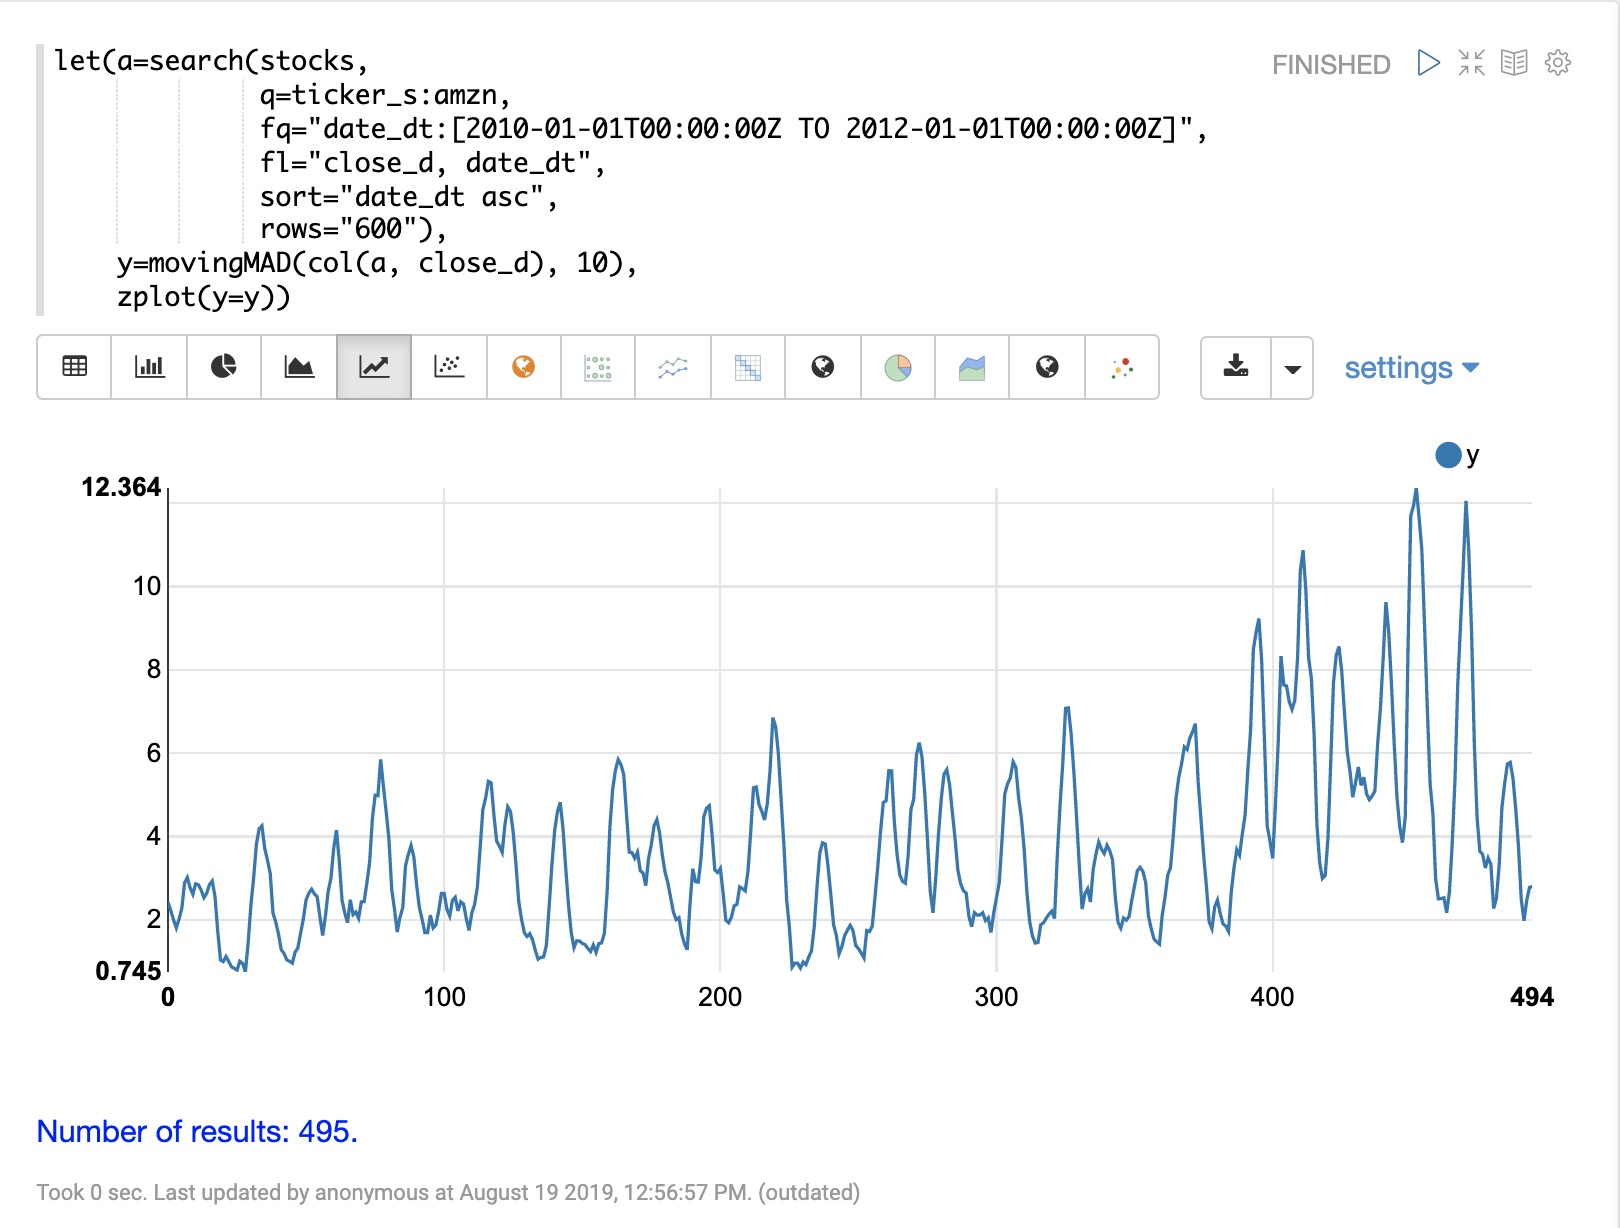 let(a=search(stocks,
q=ticker_s:amzn,
fq="date_dt:[2010-01-01T00:00:00Z TO 2012-01-01T00:00:00Z]",
fl="close_d, date_dt",
sort="date_dt asc",
rows="600"),
y=movingMAD(col(a, close_d), 10),
zplot(y=y))
FINISHED
settings
y
12.364
10
8
6
4
2
0.745
0 100 200 300 400 494
Number of results: 495.
Took 0 sec. Last updated by anonymous at August 19 2019, 12:56:57 PM. (outdated)